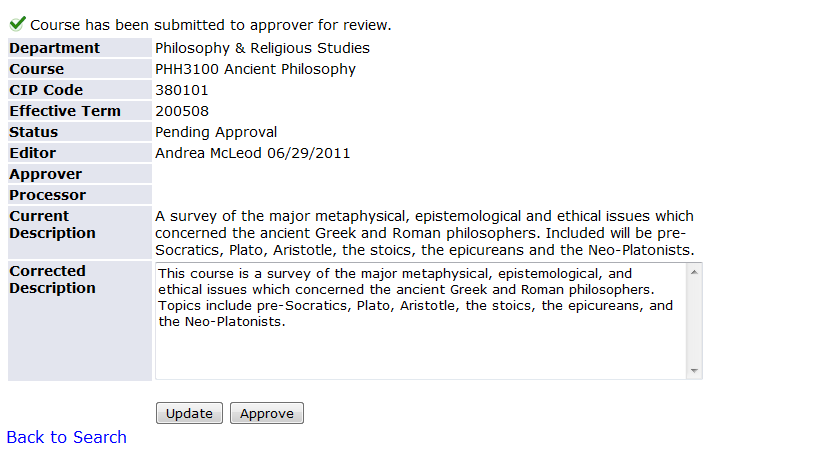 Course has been submitted to approver for review.
Department Philosophy & Religious Studies
Course PHH3100 Ancient Philosophy
CIP Code 380101
Effective Term 200508
Status Pending Approval
Editor Andrea McLeod 06/29/2011
Approver
Processor
Current Description
A survey of the major metaphysical, epistemological and ethical issues which
concerned the ancient Greek and Roman philosophers. Included will be pre-
Socratics, Plato, Aristotle, the stoics, the epicureans and the Neo-Platonists.
Corrected Description
This course is a survey of the major metaphysical, epistemological, and
ethical issues which concerned the ancient Greek and Roman philosophers.
Topics include pre-Socratics, Plato, Aristotle, the stoics, the epicureans, and
the Neo-Platonists.
Update Approve
Back to Search